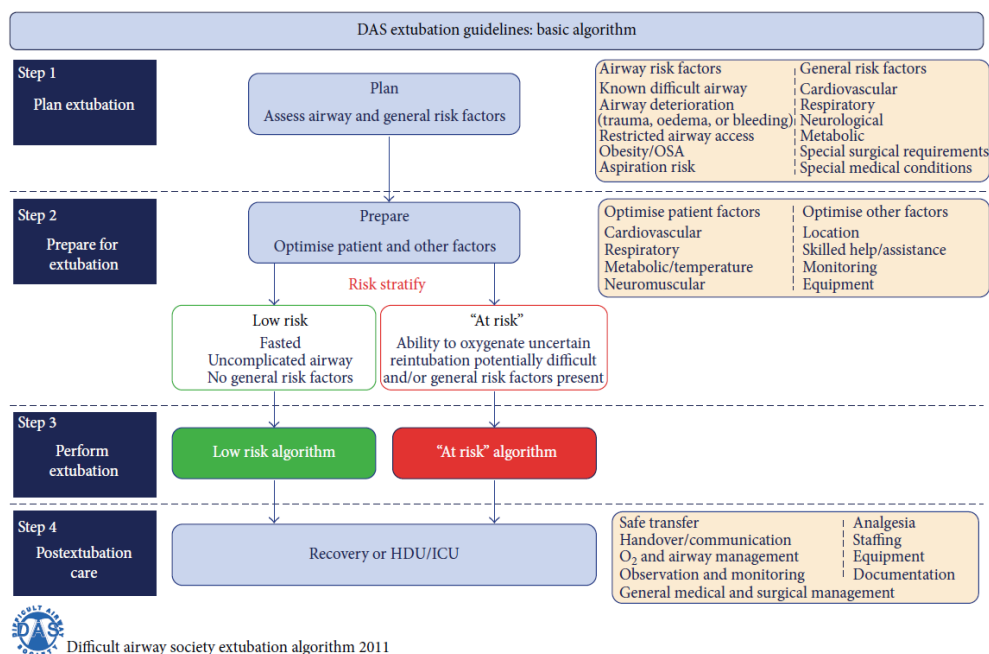 DAS extubation guidelines: basic algorithm
Step 1
Plan extubation
Plan
Assess airway and general risk factors
Airway risk factors
Known difficult airway
Airway deterioration
(trauma, oedema, or bleeding)
Restricted airway access
Obesity/OSA
Aspiration risk
General risk factors
Cardiovascular
Respiratory
Neurological
Metabolic
Special surgical requirements
Special medical conditions
Step 2
Prepare for
extubation
Prepare
Optimise patient and other factors
Optimise patient factors
Cardiovascular
Respiratory
Metabolic/temperature
Neuromuscular
Optimise other factors
Location
Skilled help/assistance
Monitoring
Equipment
Risk stratify
Low risk
Fasted
Uncomplicated airway
No general risk factors
“At risk”
Ability to oxygenate uncertain
reintubation potentially difficult
and/or general risk factors present
Step 3
Perform
extubation
Low risk algorithm
“At risk” algorithm
Step 4
Postextubation
care
Recovery or HDU/ICU
Safe transfer
Handover/communication
O₂ and airway management
Observation and monitoring
General medical and surgical management
Analgesia
Staffing
Equipment
Documentation
DIFFICULT AIRWAY SOCIETY
DAS
Difficult airway society extubation algorithm 2011